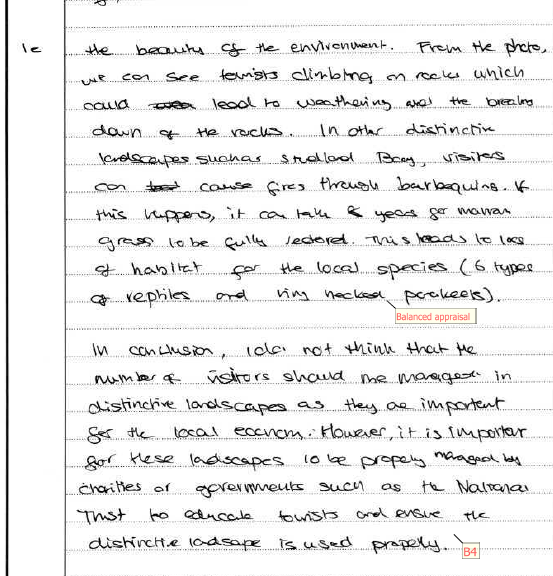 1c the beauty of the environment. From the photo,
we can see tourists climbing on rocks which
could lead to weathering and the breaking
down of the rocks. In other distinctive
landscapes such as Studland Bay, visitors
can cause fires through barbequing. If
this happens, it can take 8 years for marram
grass to be fully restored. This leads to loss
of habitat for the local species (6 types
of reptiles and ring necked parakeets).
Balanced appraisal
In conclusion, I do not think that the
number of visitors should me managed in
distinctive landscapes as they are important
for the local economy. However, it is important
for these landscapes to be properly managed by
charities or governments such as the National
Trust to educate tourists and ensure the
distinctive landsape is used properly.
B4